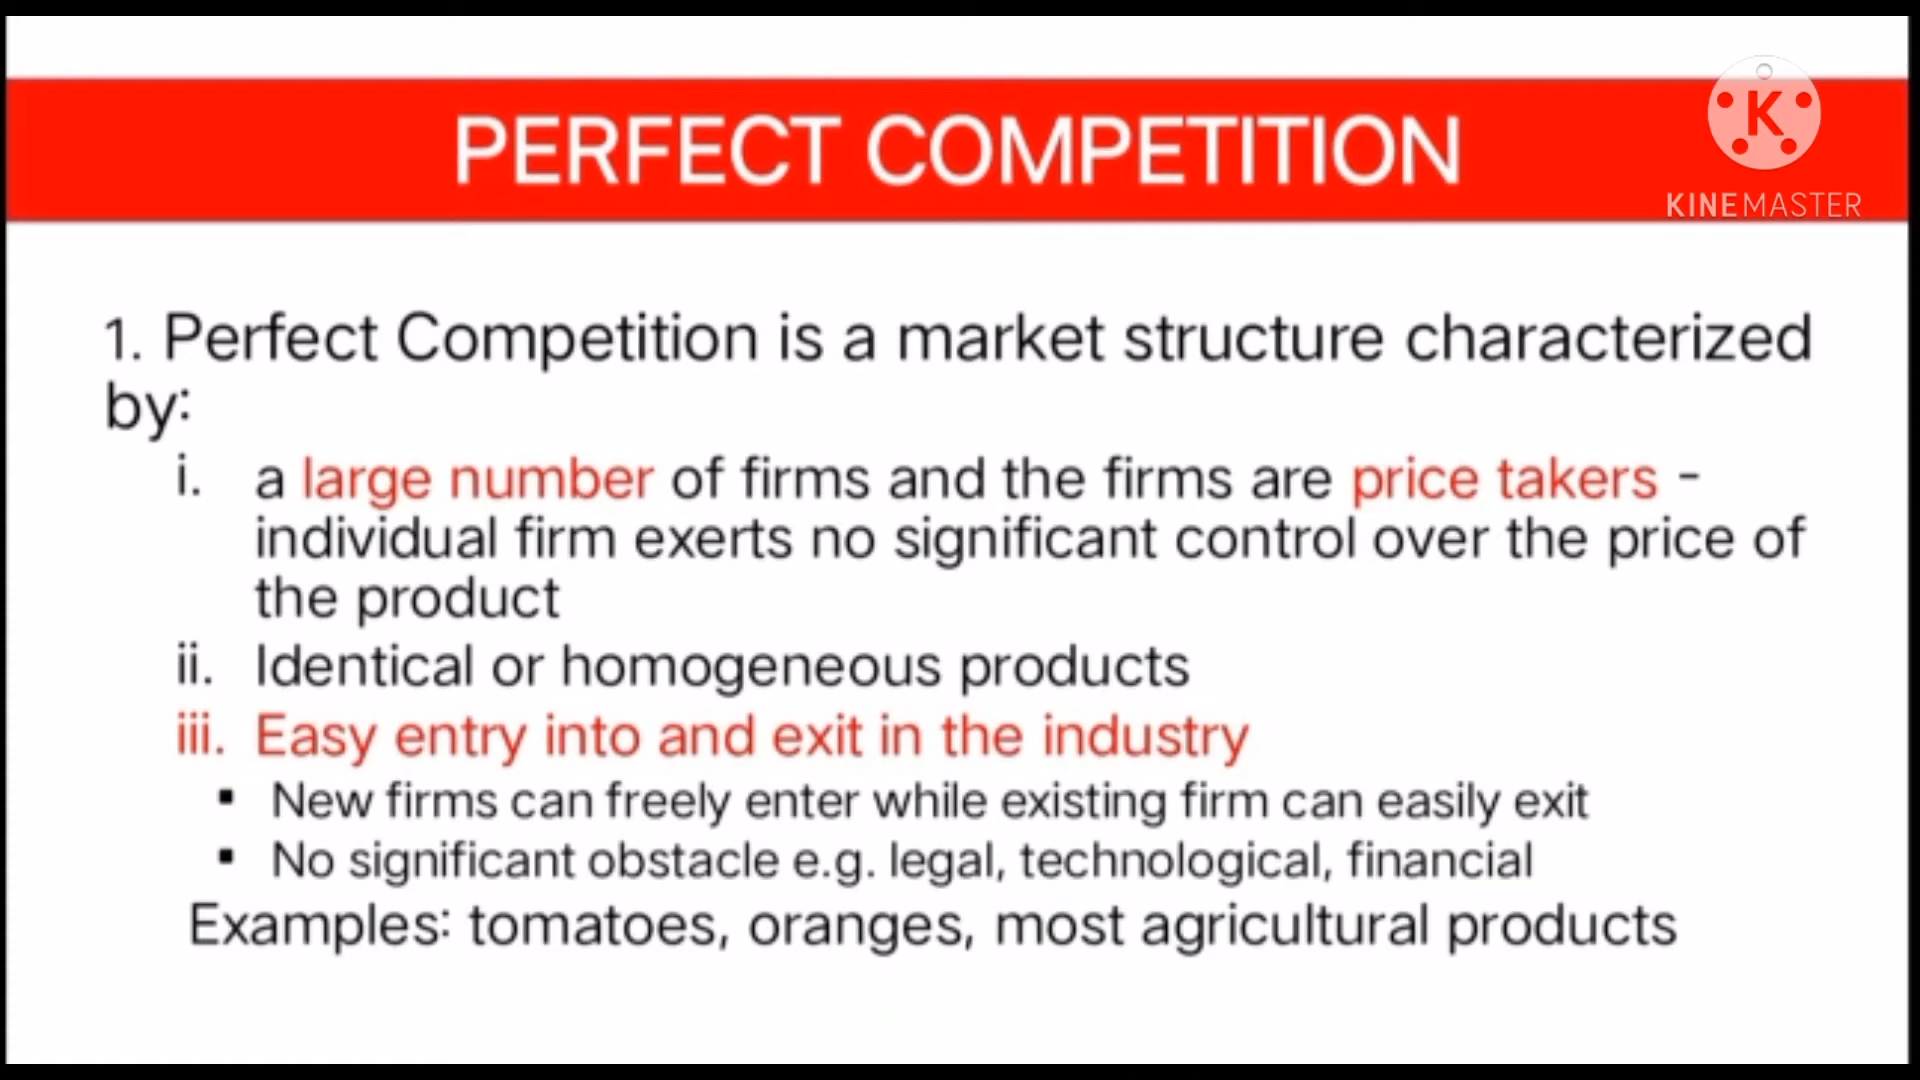 PERFECT COMPETITION
K
KINEMASTER
1. Perfect Competition is a market structure characterized
by:
i. a large number of firms and the firms are price takers -
individual firm exerts no significant control over the price of
the product
ii. Identical or homogeneous products
iii. Easy entry into and exit in the industry
▪ New firms can freely enter while existing firm can easily exit
▪ No significant obstacle e.g. legal, technological, financial
Examples: tomatoes, oranges, most agricultural products